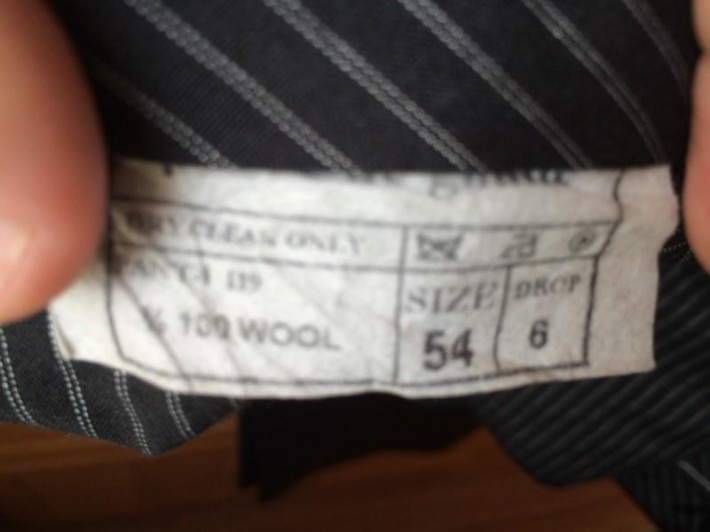 DRY CLEAN ONLY
SIZE DROP
% 100 WOOL
54 6